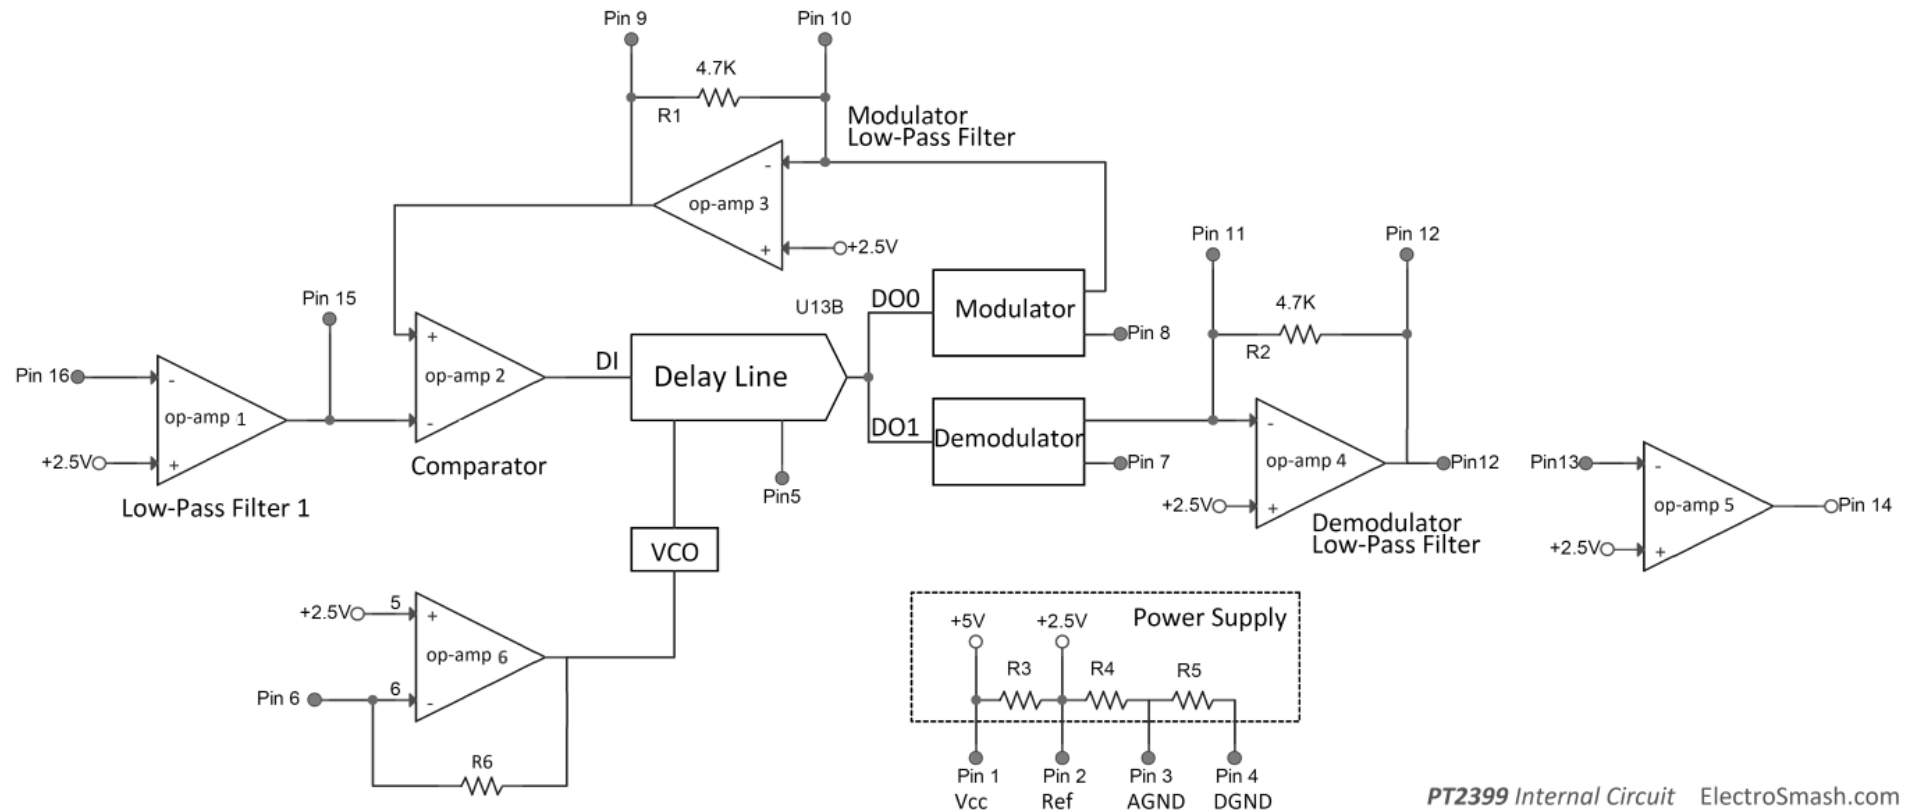 Pin 9
Pin 10
4.7K
R1
Modulator
Low-Pass Filter
-
op-amp 3
+
+2.5V
Pin 11
Pin 12
Pin 15
U13B
DO0
Modulator
Pin 8
4.7K
R2
+
op-amp 2
-
Comparator
DI
Delay Line
Pin 16
-
op-amp 1
+2.5V
+
Low-Pass Filter 1
DO1
Demodulator
Pin 7
Pin5
-
op-amp 4
Pin12
+2.5V
+
Demodulator
Low-Pass Filter
Pin13
-
op-amp 5
Pin 14
+2.5V
+
VCO
+2.5V
5
+
op-amp 6
Pin 6
6
-
R6
Power Supply
+5V
+2.5V
R3
R4
R5
Pin 1
Pin 2
Pin 3
Pin 4
Vcc
Ref
AGND
DGND
PT2399 Internal Circuit ElectroSmash.com